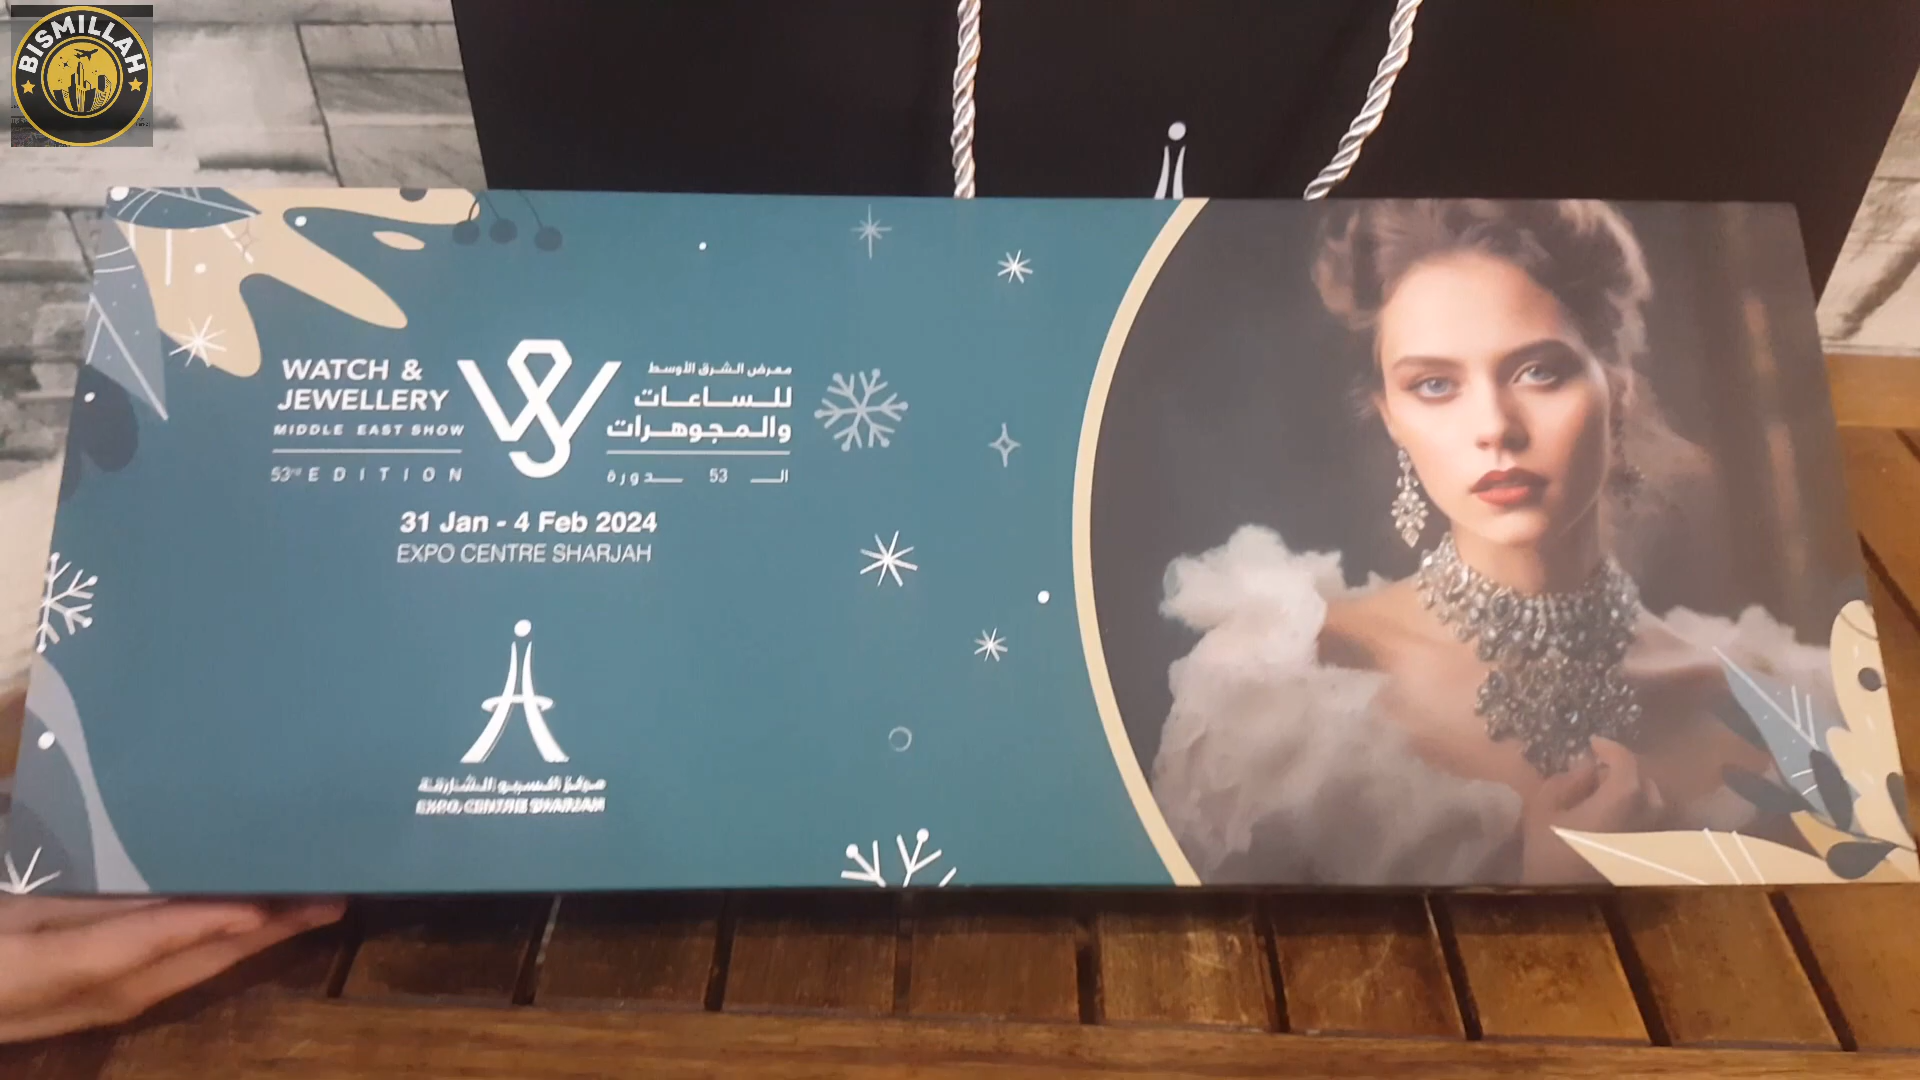 BISMILLAH
WATCH &
JEWELLERY
MIDDLE EAST SHOW
53rd EDITION
معرض الشرق الأوسط
للساعات
والمجوهرات
الـ 53 دورة
31 Jan - 4 Feb 2024
EXPO CENTRE SHARJAH
مركز اكسبو الشارقة
EXPO CENTRE SHARJAH